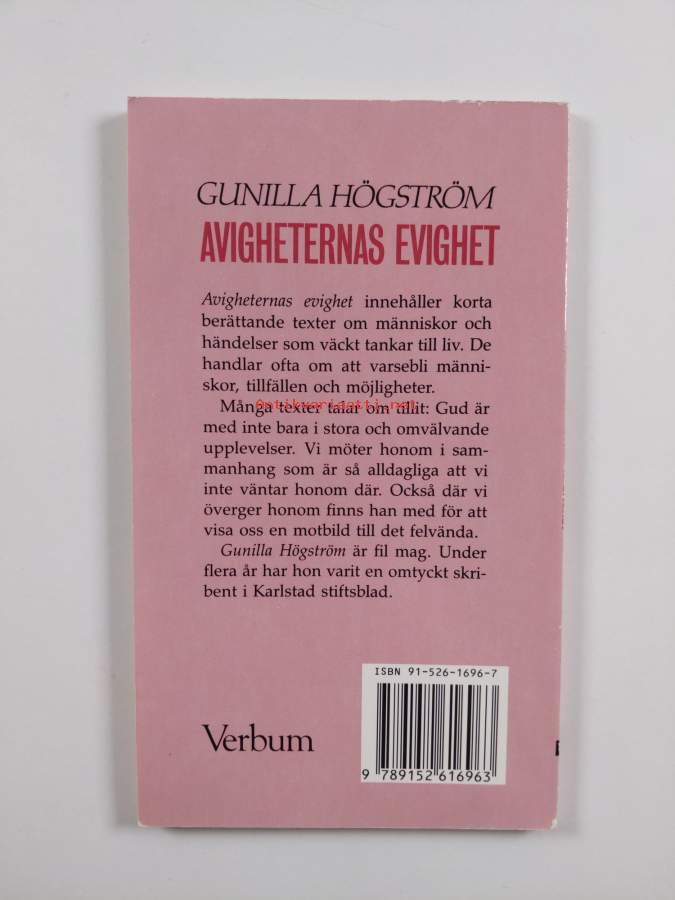 GUNILLA HÖGSTRÖM
AVIGHETERNAS EVIGHET
Avigheternas evighet innehåller korta
berättande texter om människor och
händelser som väckt tankar till liv. De
handlar ofta om att varsebli männi-
skor, tillfällen och möjligheter.
antikvariaatti.net
Många texter talar om tillit: Gud är
med inte bara i stora och omvälvande
upplevelser. Vi möter honom i sam-
manhang som är så alldagliga att vi
inte väntar honom där. Också där vi
överger honom finns han med för att
visa oss en motbild till det felvända.
Gunilla Högström är fil mag. Under
flera år har hon varit en omtyckt skri-
bent i Karlstad stiftsblad.
ISBN 91-526-1696-7
Verbum
9 789152 616963